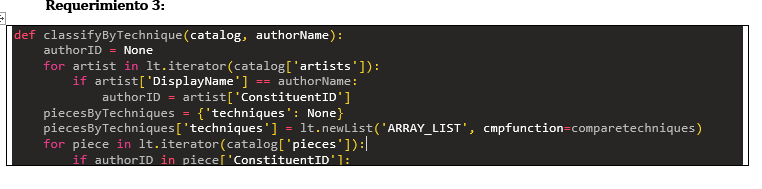 Requerimiento 3:
def classifyByTechnique(catalog, authorName):
    authorID = None
    for artist in lt.iterator(catalog['artists']):
        if artist['DisplayName'] == authorName:
            authorID = artist['ConstituentID']
    piecesByTechniques = {'techniques': None}
    piecesByTechniques['techniques'] = lt.newList('ARRAY_LIST', cmpfunction=comparetechniques)
    for piece in lt.iterator(catalog['pieces']):
        if authorID in piece['ConstituentID']: